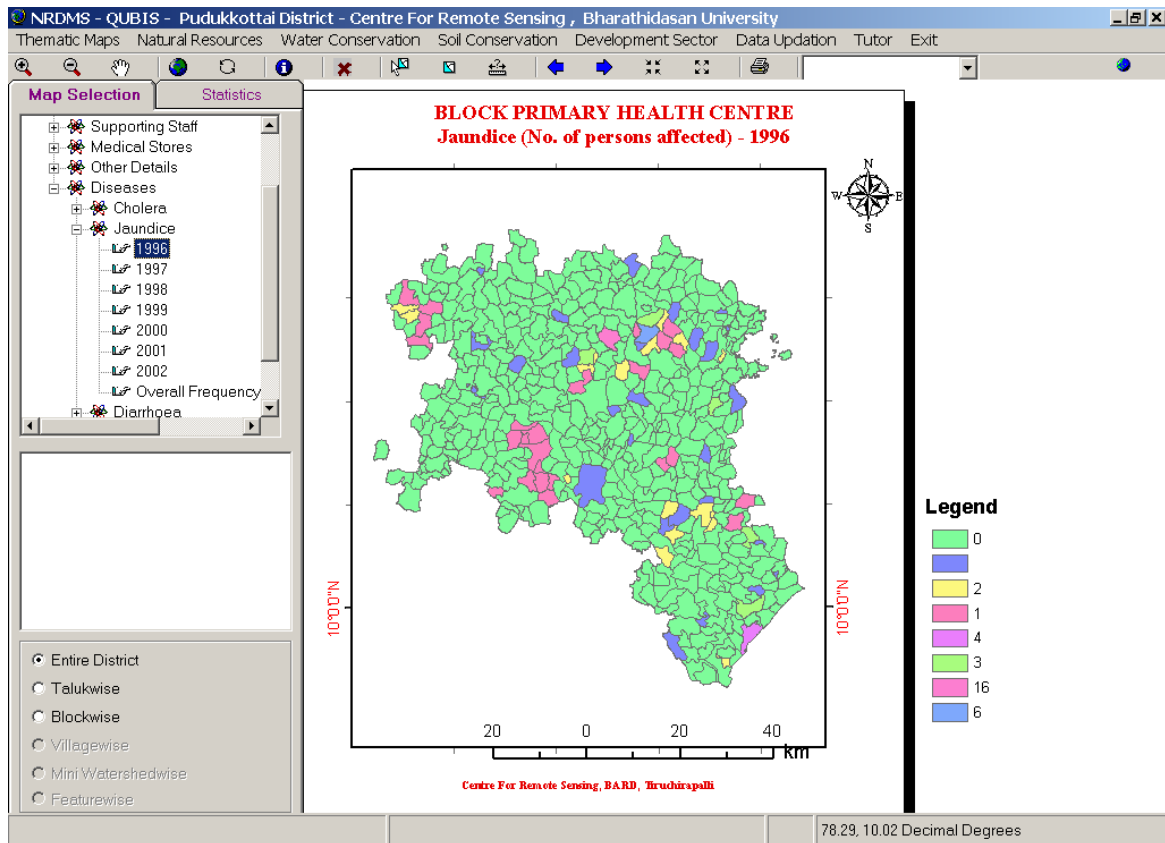 NRDMS - QUBIS - Pudukkottai District - Centre For Remote Sensing , Bharathidasan University
Thematic Maps Natural Resources Water Conservation Soil Conservation Development Sector Data Updation Tutor Exit
Map Selection Statistics
Supporting Staff
Medical Stores
Other Details
Diseases
Cholera
Jaundice
1996
1997
1998
1999
2000
2001
2002
Overall Frequency
Diarrhoea
Entire District
Talukwise
Blockwise
Villagewise
Mini Watershedwise
Featurewise
BLOCK PRIMARY HEALTH CENTRE
Jaundice (No. of persons affected) - 1996
N
W E
S
10°0'0"N
10°0'0"N
20 0 20 40
km
Centre For Remote Sensing, BARD, Tiruchirapalli
Legend
0
2
1
4
3
16
6
78.29, 10.02 Decimal Degrees